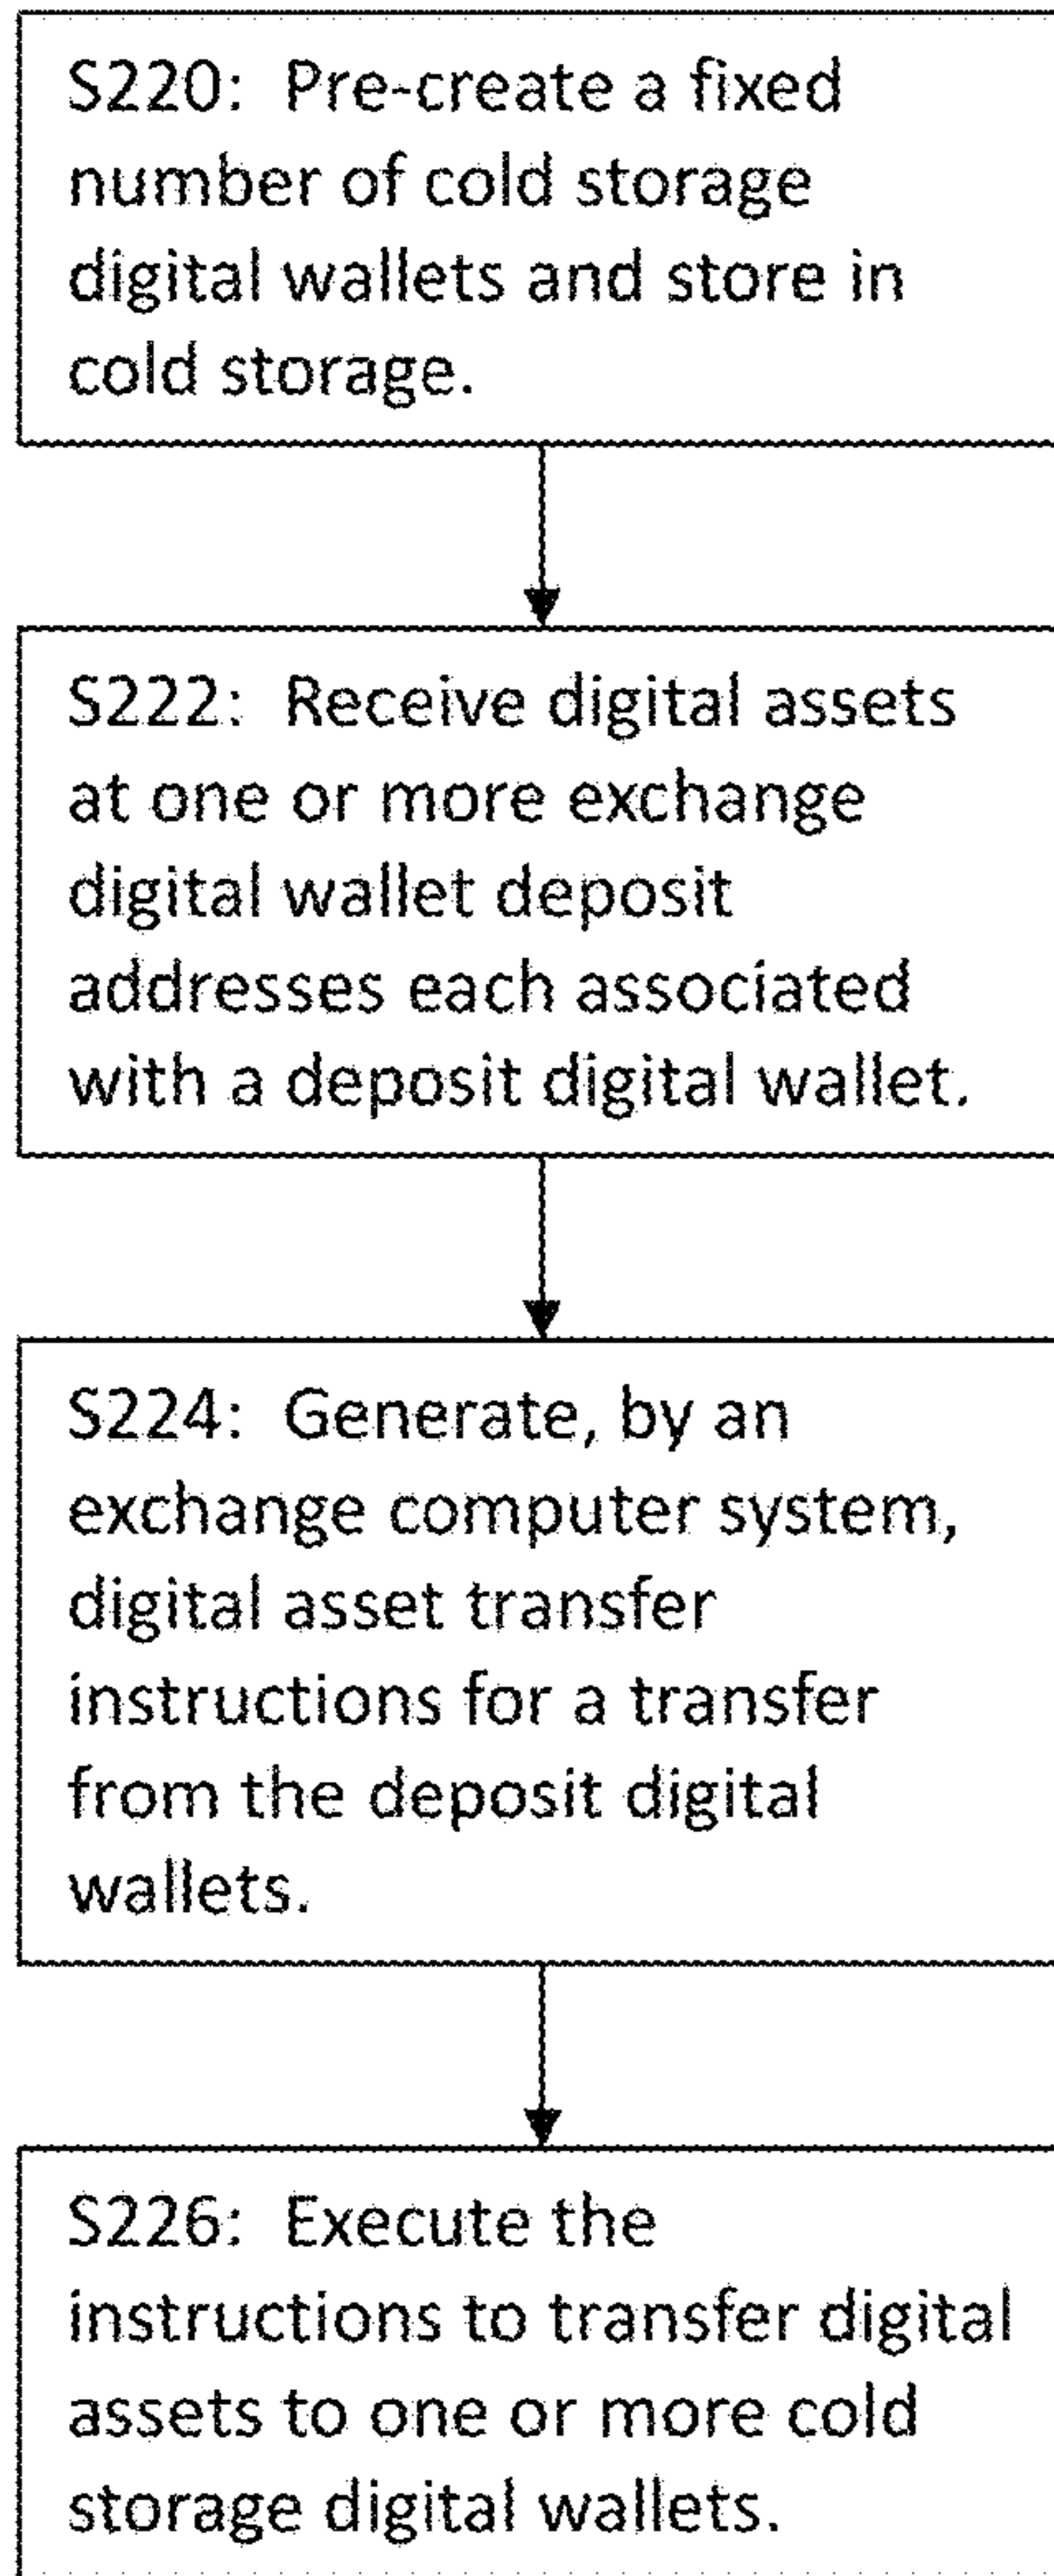 S220: Pre-create a fixed
number of cold storage
digital wallets and store in
cold storage.
S222: Receive digital assets
at one or more exchange
digital wallet deposit
addresses each associated
with a deposit digital wallet.
S224: Generate, by an
exchange computer system,
digital asset transfer
instructions for a transfer
from the deposit digital
wallets.
S226: Execute the
instructions to transfer digital
assets to one or more cold
storage digital wallets.